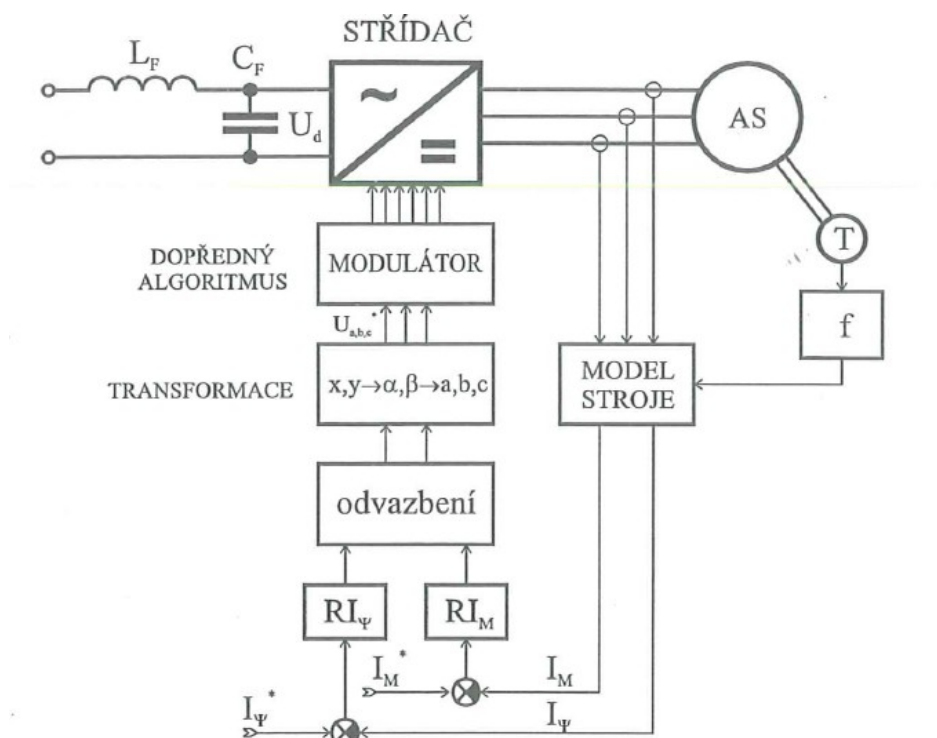 STŘÍDAČ
L_F
C_F
U_d
~
=
AS
T
f
DOPŘEDNÝ
ALGORITMUS
MODULÁTOR
U_a,b,c*
TRANSFORMACE
x,y→α,β→a,b,c
MODEL
STROJE
odvazbení
RI_Ψ
RI_M
I_M*
I_M
I_Ψ*
I_Ψ